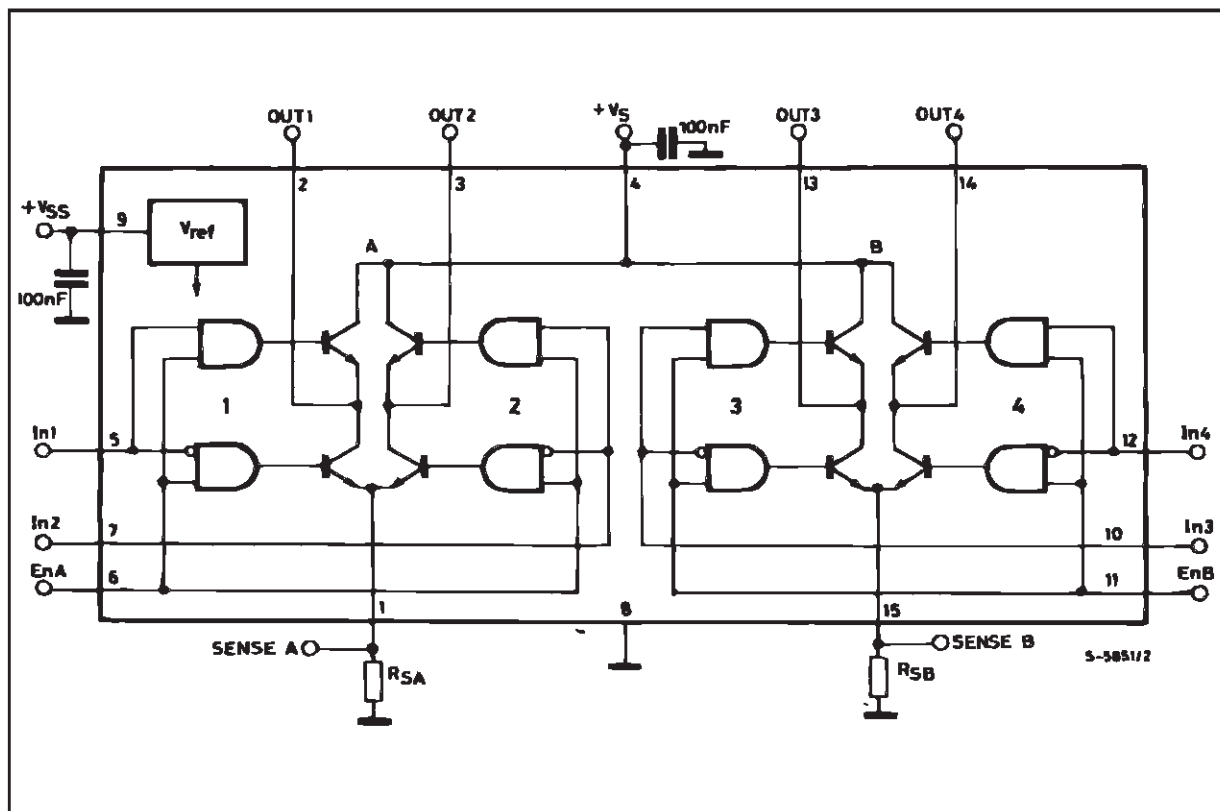 OUT1
OUT2
+VS
100nF
OUT3
OUT4
2
3
4
13
14
+VSS
9
Vref
A
B
100nF
1
2
3
4
In1
5
12
In4
In2
7
10
In3
EnA
6
11
EnB
1
8
15
SENSE A
SENSE B
RSA
RSB
S-5851/2